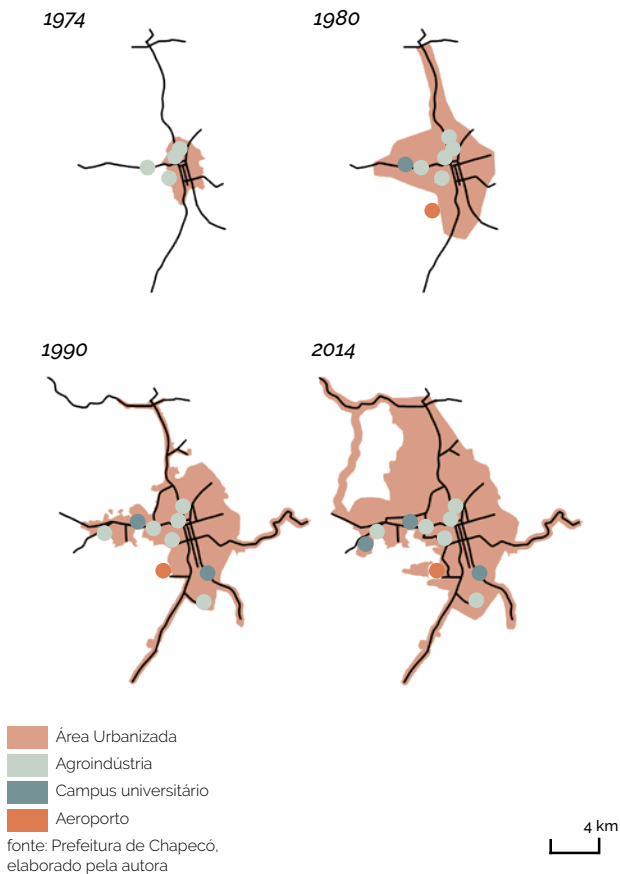 1974
1980
1990
2014
Área Urbanizada
Agroindústria
Campus universitário
Aeroporto
fonte: Prefeitura de Chapecó,
elaborado pela autora
4 km